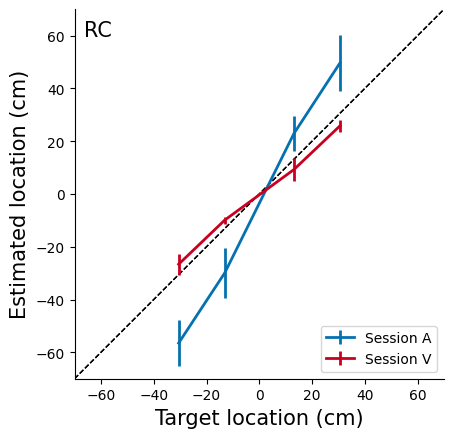 RC
Estimated location (cm)
60
40
20
0
−20
−40
−60
−60 −40 −20 0 20 40 60
Target location (cm)
Session A
Session V